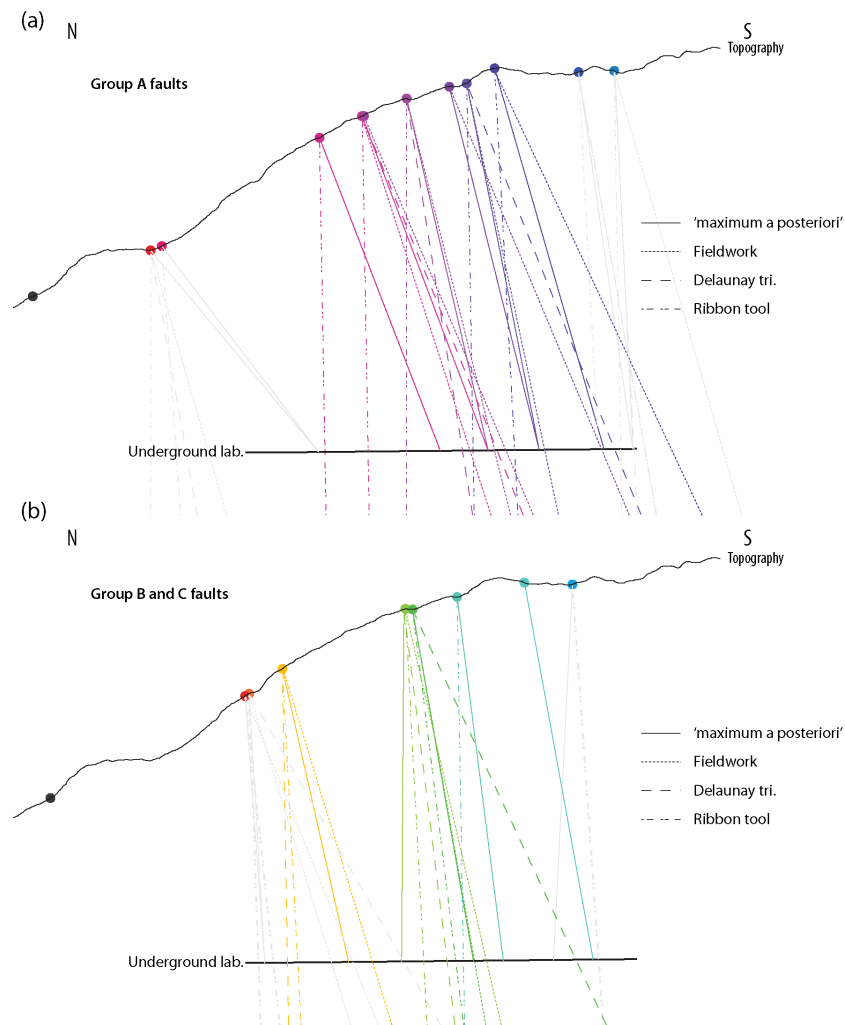 (a)
N
S
Topography
Group A faults
‘maximum a posteriori’
Fieldwork
Delaunay tri.
Ribbon tool
Underground lab.
(b)
N
S
Topography
Group B and C faults
‘maximum a posteriori’
Fieldwork
Delaunay tri.
Ribbon tool
Underground lab.